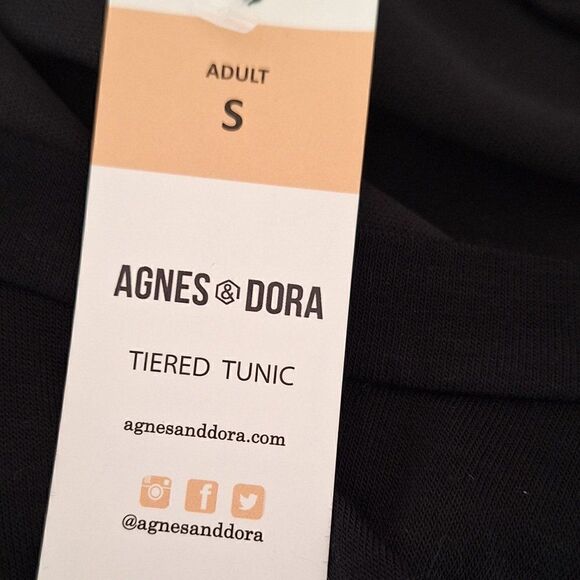 ADULT
S
AGNES & DORA
TIERED TUNIC
agnesanddora.com
@agnesanddora